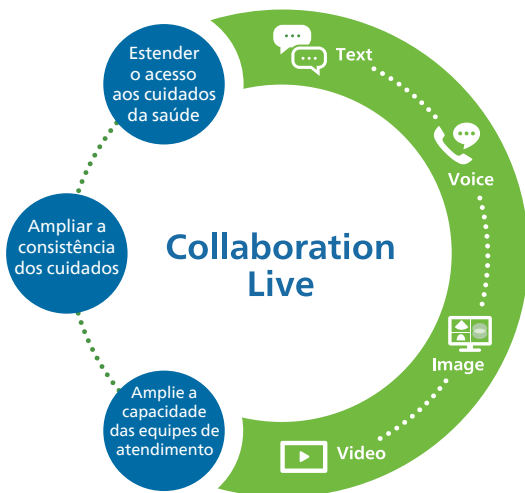 Estender
o acesso
aos cuidados
da saúde
Text
Voice
Ampliar a
consistência
dos cuidados
Collaboration
Live
Image
Amplie a
capacidade
das equipes de
atendimento
Video